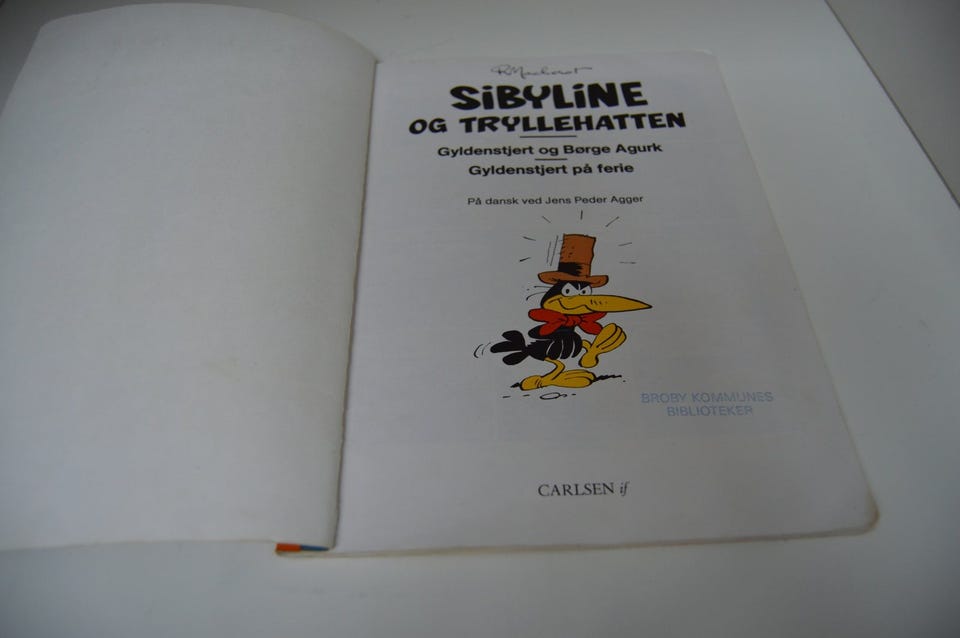 R Macherot
SIBYLINE
OG TRYLLEHATTEN
Gyldenstjert og Børge Agurk
Gyldenstjert på ferie
På dansk ved Jens Peder Agger
BROBY KOMMUNES
BIBLIOTEKER
CARLSEN if